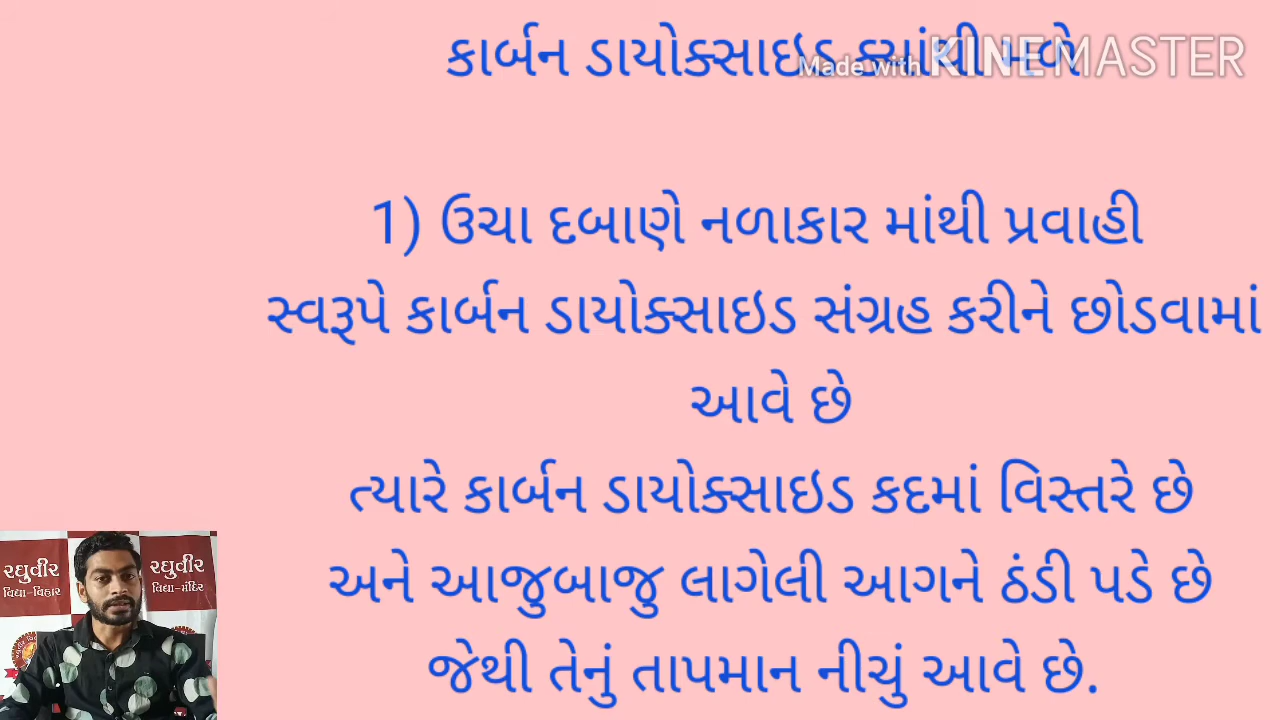 કાર્બન ડાયોક્સાઇડ ક્યાંથી મળે
Made with KINEMASTER
1) ઉચા દબાણે નળાકાર માંથી પ્રવાહી
સ્વરૂપે કાર્બન ડાયોક્સાઇડ સંગ્રહ કરીને છોડવામાં
આવે છે
ત્યારે કાર્બન ડાયોક્સાઇડ કદમાં વિસ્તરે છે
અને આજુબાજુ લાગેલી આગને ઠંડી પડે છે
જેથી તેનું તાપમાન નીચું આવે છે.
રઘુવીર
વિદ્યા-વિહાર
રઘુવીર
વિદ્યા-મંદિર